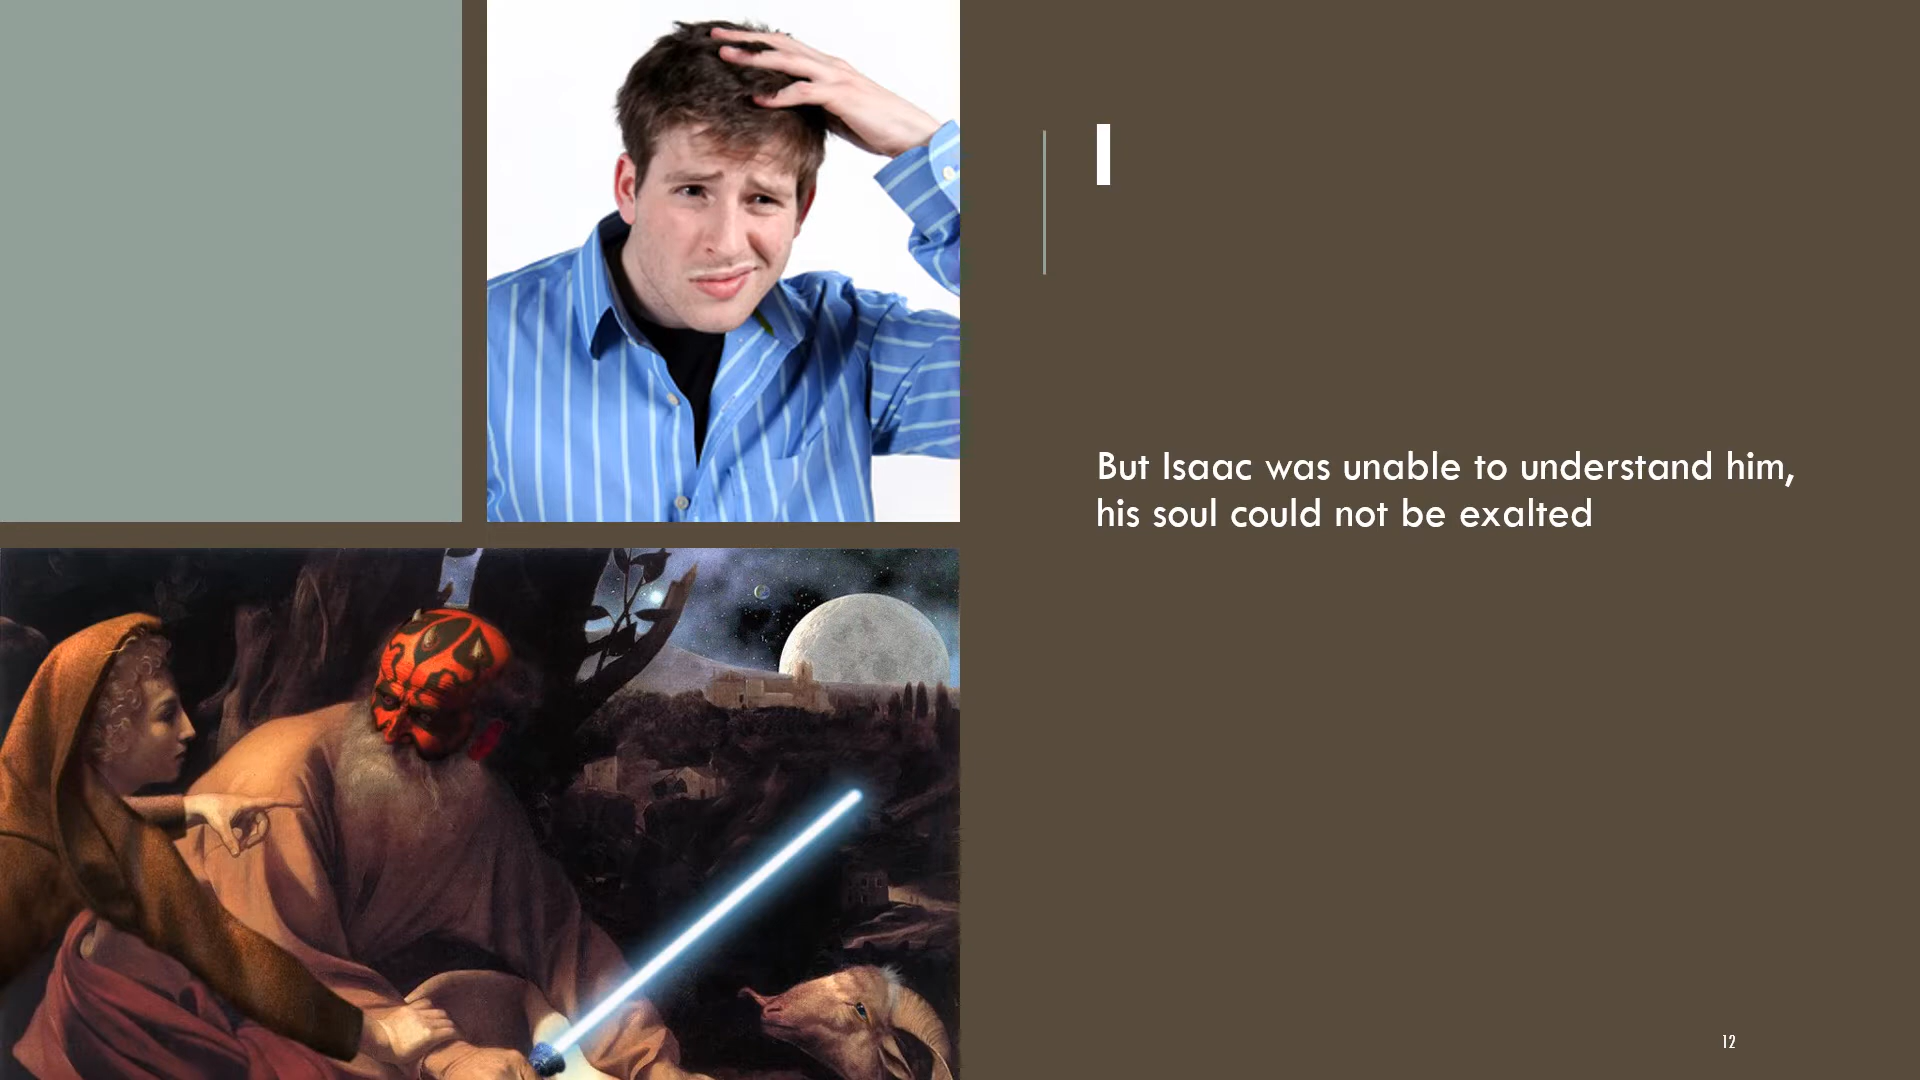 I
But Isaac was unable to understand him,
his soul could not be exalted
12